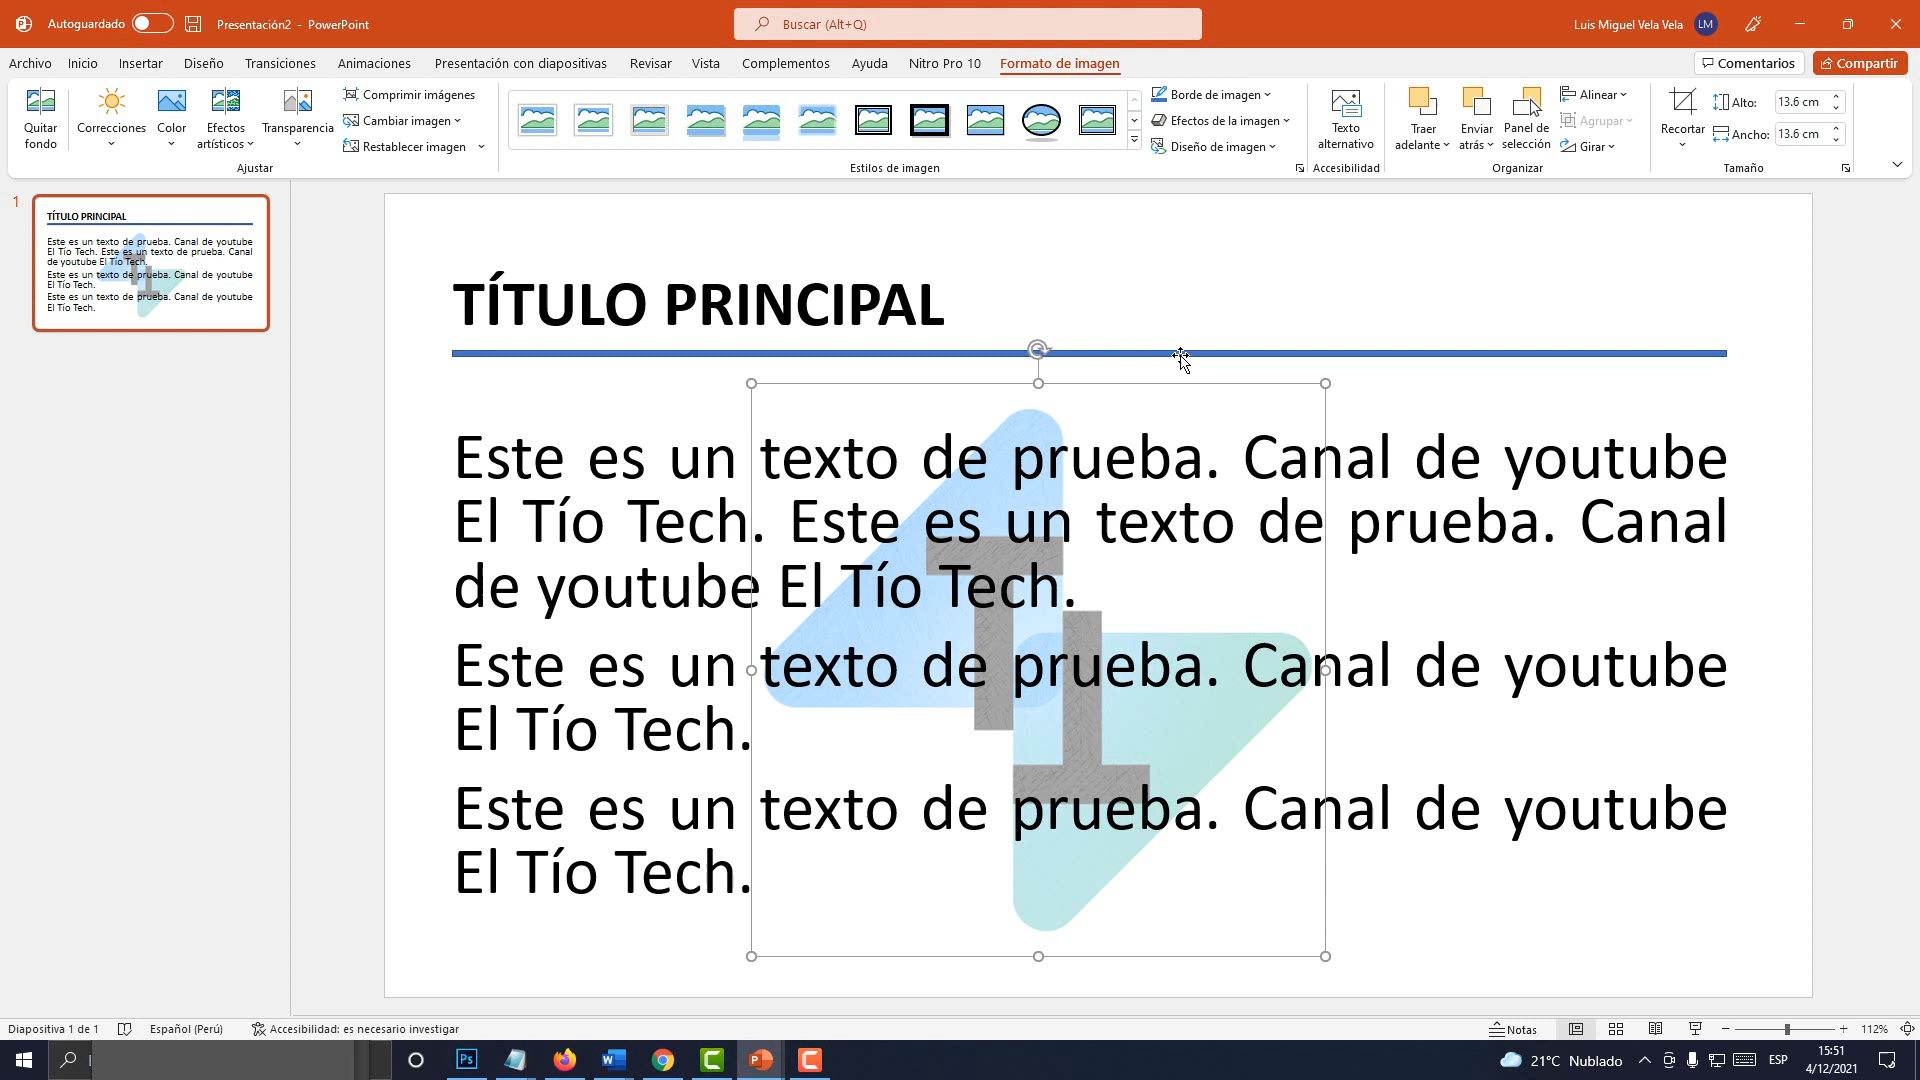 Autoguardado
Presentación2 - PowerPoint
Buscar (Alt+Q)
Luis Miguel Vela Vela
LM
Archivo Inicio Insertar Diseño Transiciones Animaciones Presentación con diapositivas Revisar Vista Complementos Ayuda Nitro Pro 10 Formato de imagen
Comentarios
Compartir
Quitar fondo
Correcciones
Color
Efectos artísticos
Transparencia
Comprimir imágenes
Cambiar imagen
Restablecer imagen
Ajustar
Estilos de imagen
Borde de imagen
Efectos de la imagen
Diseño de imagen
Texto alternativo
Accesibilidad
Traer adelante
Enviar atrás
Panel de selección
Alinear
Agrupar
Girar
Organizar
Recortar
Alto: 13.6 cm
Ancho: 13.6 cm
Tamaño
1
TÍTULO PRINCIPAL
Este es un texto de prueba. Canal de youtube
El Tío Tech. Este es un texto de prueba. Canal
de youtube El Tío Tech.
Este es un texto de prueba. Canal de youtube
El Tío Tech.
Este es un texto de prueba. Canal de youtube
El Tío Tech.
TÍTULO PRINCIPAL
Este es un texto de prueba. Canal de youtube
El Tío Tech. Este es un texto de prueba. Canal
de youtube El Tío Tech.
Este es un texto de prueba. Canal de youtube
El Tío Tech.
Este es un texto de prueba. Canal de youtube
El Tío Tech.
Diapositiva 1 de 1
Español (Perú)
Accesibilidad: es necesario investigar
Notas
112%
Ps
21°C Nublado
ESP
15:51
4/12/2021